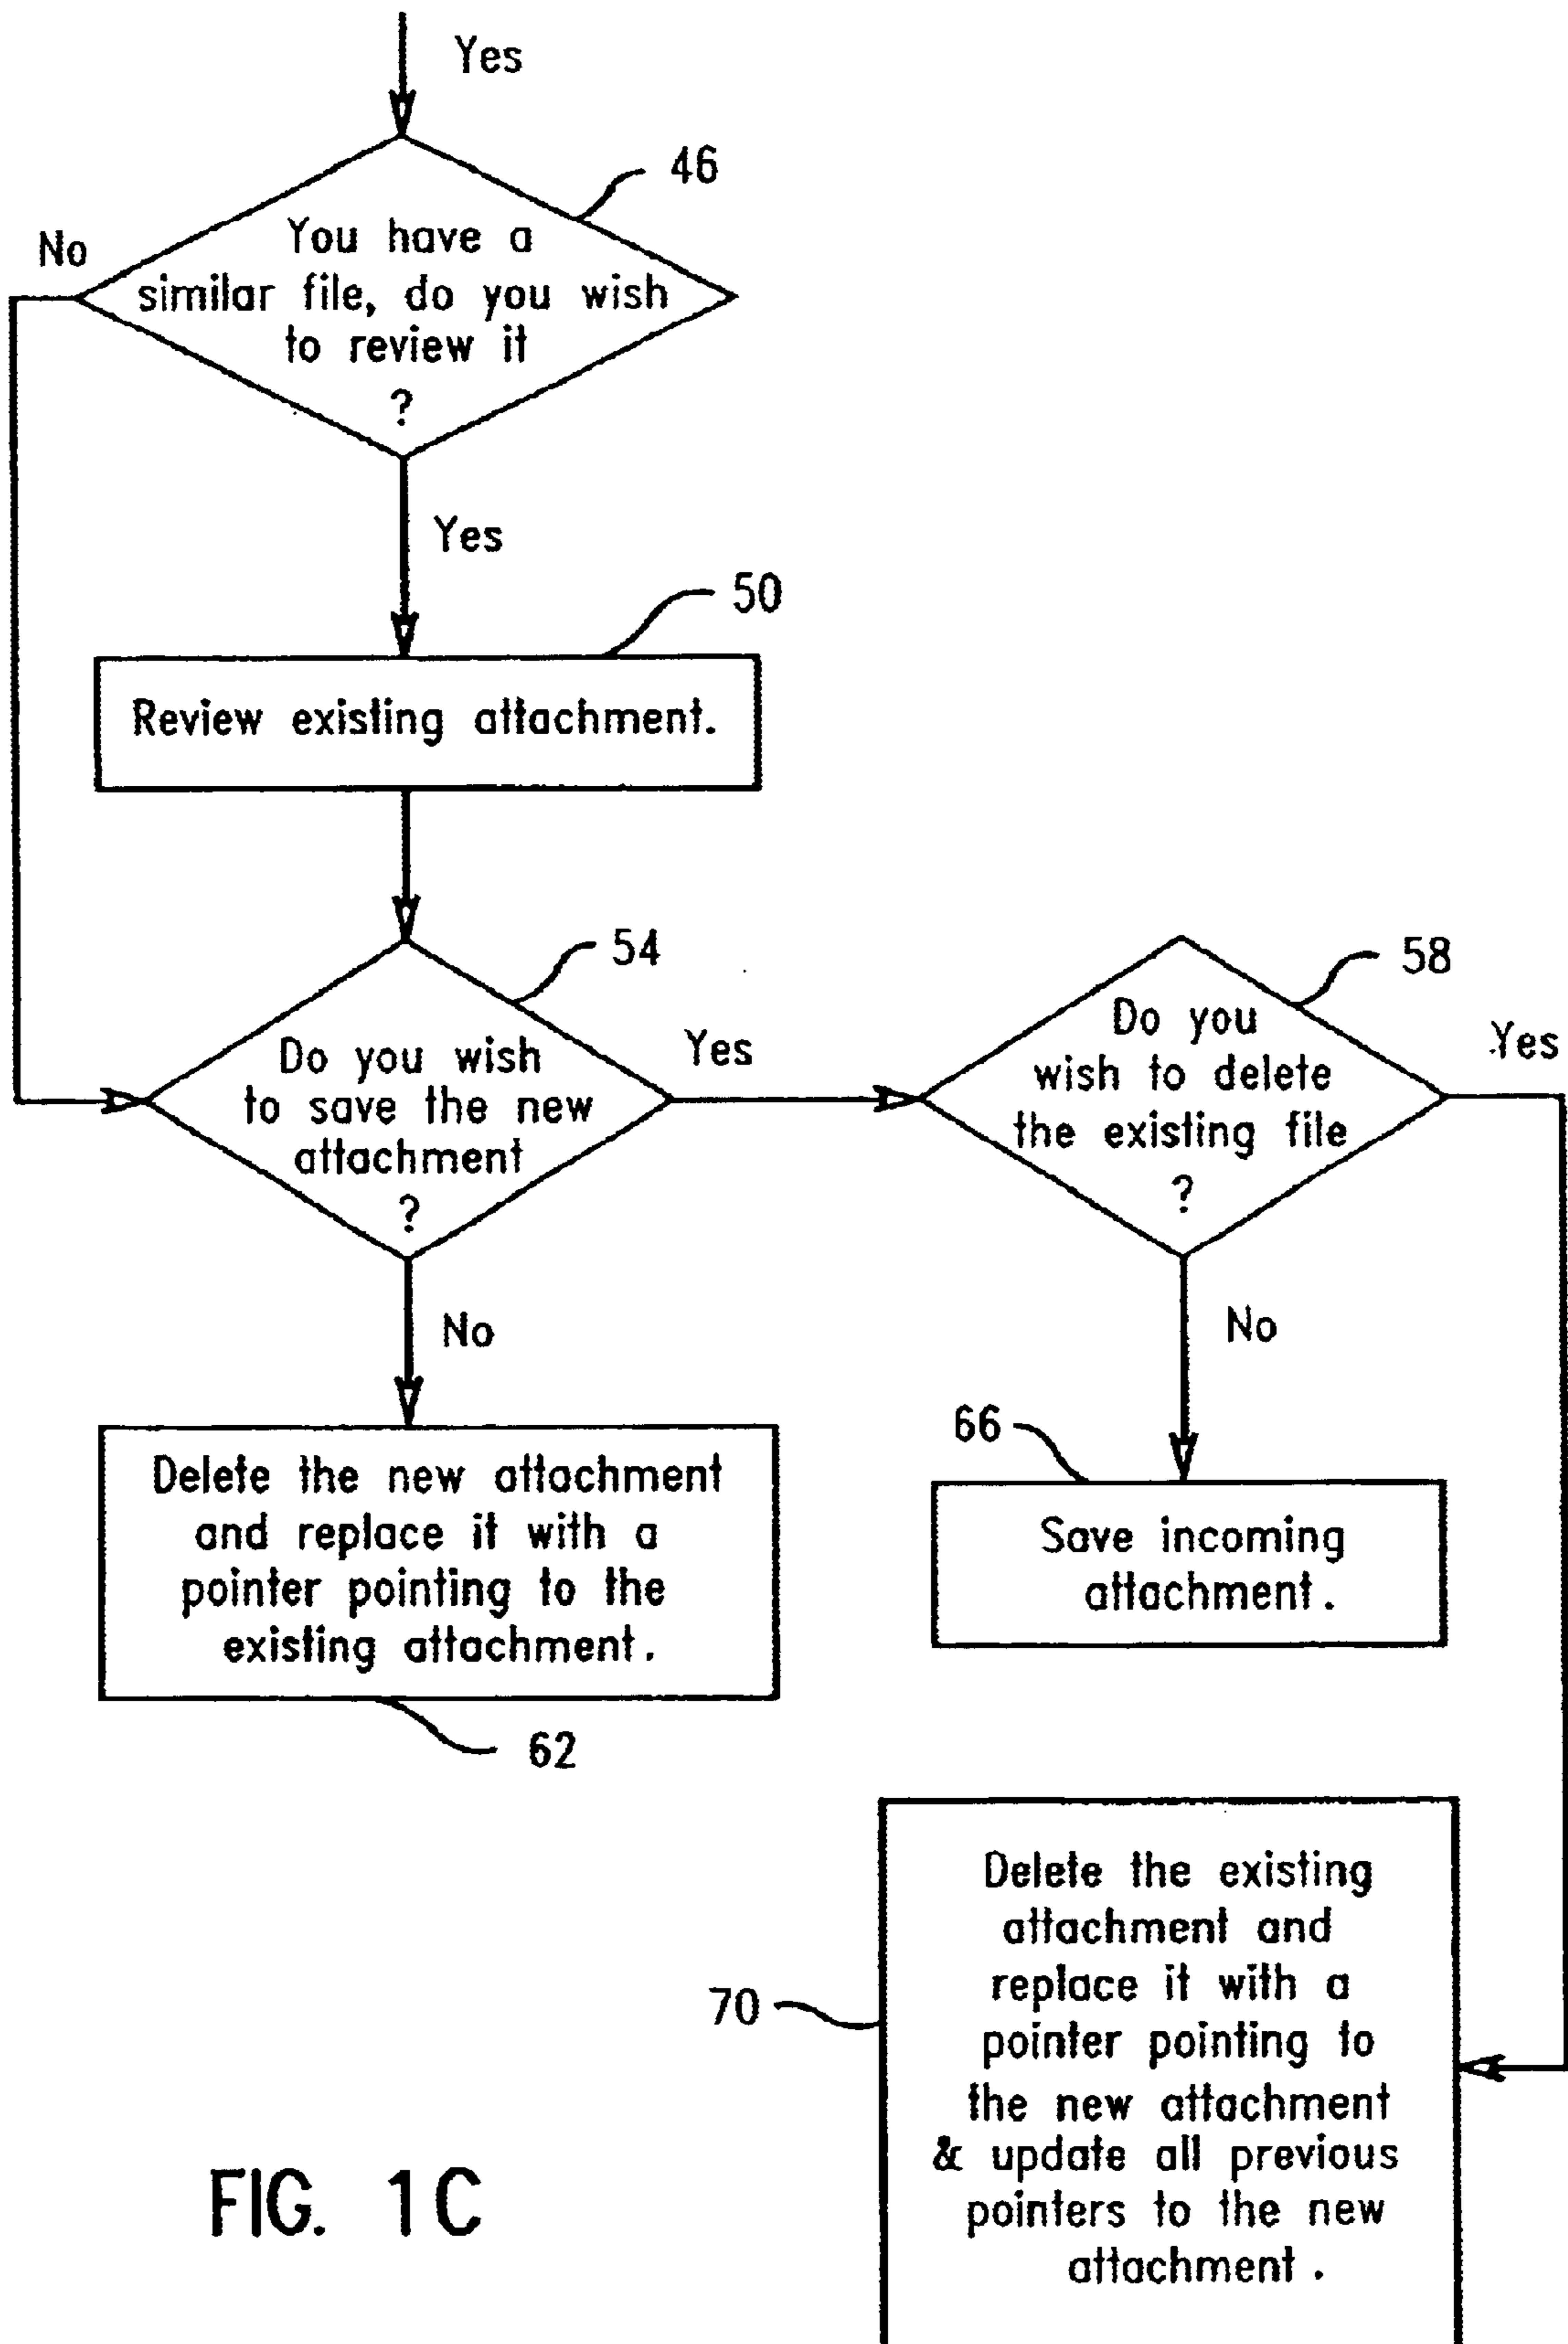 Yes
46
No
You have a
similar file, do you wish
to review it
?
Yes
50
Review existing attachment.
54
Do you wish
to save the new
attachment
?
Yes
58
Do you
wish to delete
the existing file
?
Yes
No
No
62
Delete the new attachment
and replace it with a
pointer pointing to the
existing attachment.
66
Save incoming
attachment.
70
Delete the existing
attachment and
replace it with a
pointer pointing to
the new attachment
& update all previous
pointers to the new
attachment.
FIG. 1C